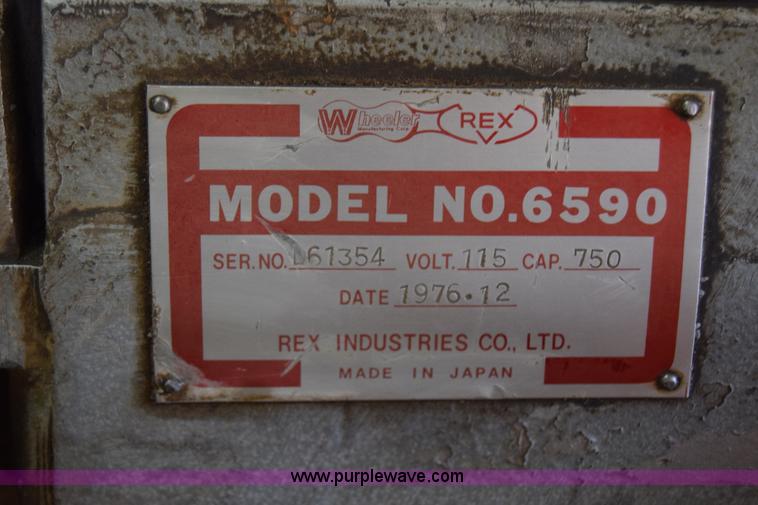 Wheeler REX
Manufacturing Corp.
MODEL NO.6590
SER.NO. L61354 VOLT. 115 CAP. 750
DATE 1976.12
REX INDUSTRIES CO., LTD.
MADE IN JAPAN
www.purplewave.com